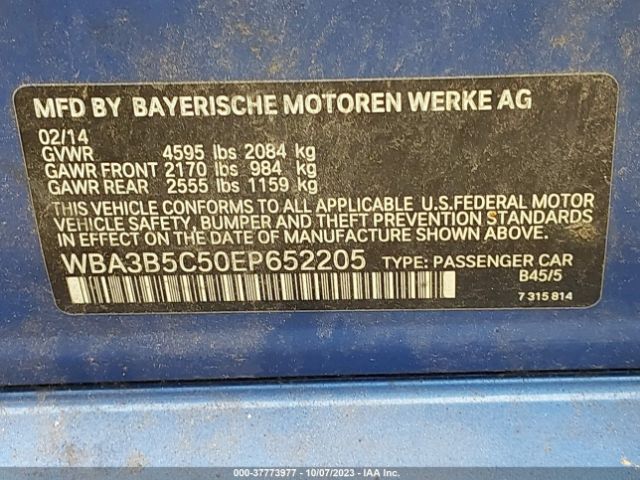 MFD BY BAYERISCHE MOTOREN WERKE AG
02/14
GVWR 4595 lbs 2084 kg
GAWR FRONT 2170 lbs 984 kg
GAWR REAR 2555 lbs 1159 kg
THIS VEHICLE CONFORMS TO ALL APPLICABLE U.S.FEDERAL MOTOR
VEHICLE SAFETY, BUMPER AND THEFT PREVENTION STANDARDS
IN EFFECT ON THE DATE OF MANUFACTURE SHOWN ABOVE.
WBA3B5C50EP652205 TYPE: PASSENGER CAR
B45/5
7 315 814
000-37773977 - 10/07/2023 - IAA Inc.